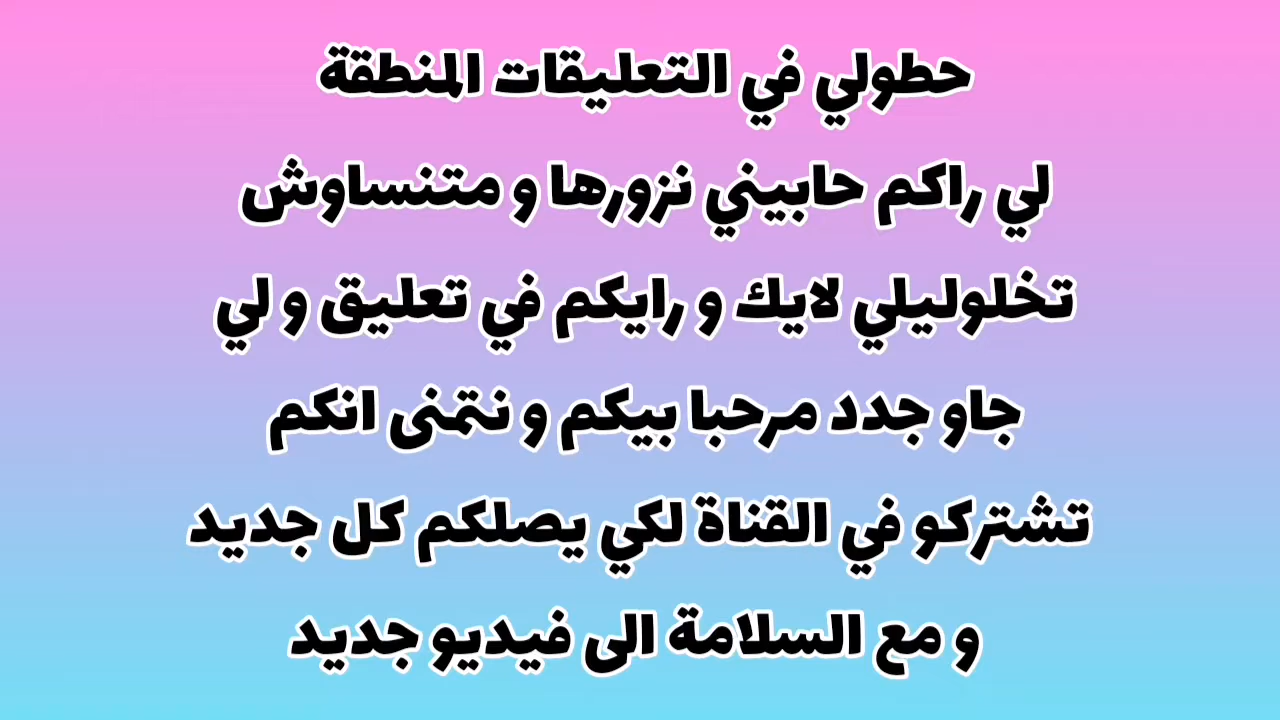 حطولي في التعليقات المنطقة
لي راكم حابيني نزورها و متنساوش
تخلوليلي لايك و رايكم في تعليق و لي
جاو جدد مرحبا بيكم و نتمنى انكم
تشتركو في القناة لكي يصلكم كل جديد
و مع السلامة الى فيديو جديد